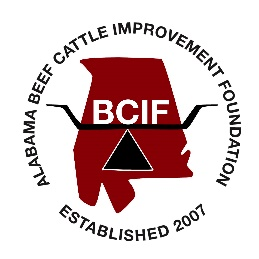 ALABAMA BEEF CATTLE IMPROVEMENT FOUNDATION
BCIF
ESTABLISHED 2007